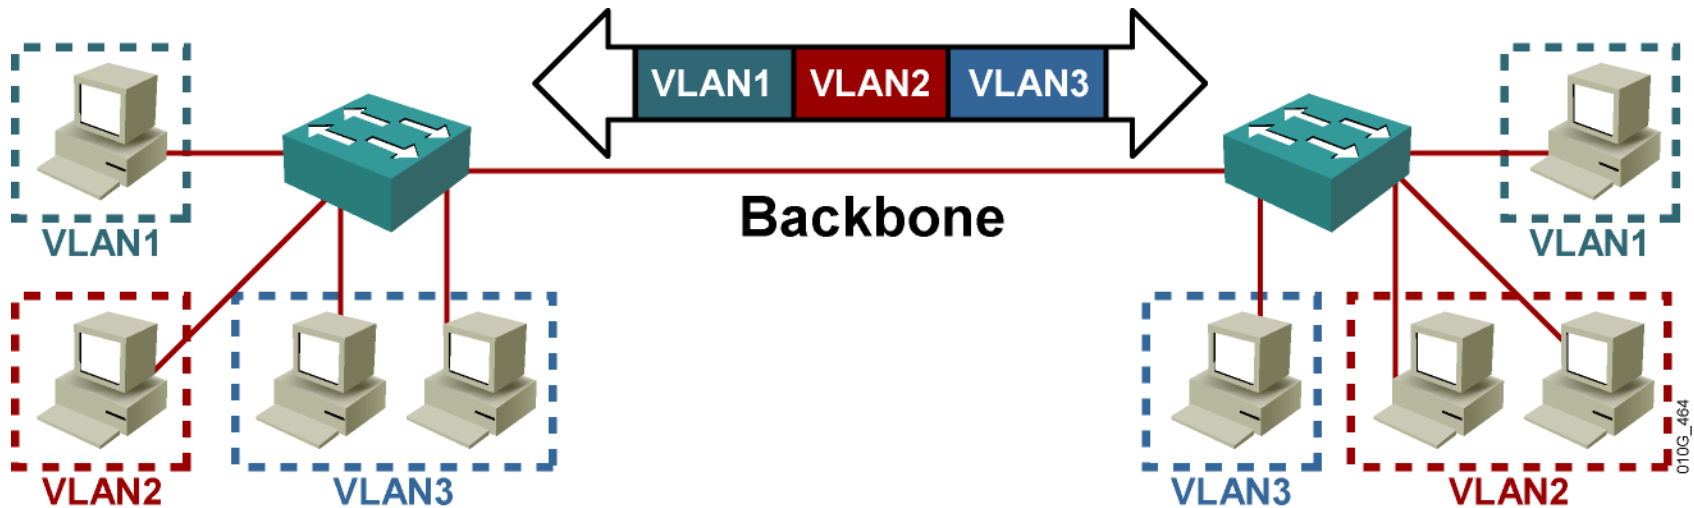 VLAN1 VLAN2 VLAN3
Backbone
VLAN1
VLAN1
VLAN2
VLAN3
VLAN3
VLAN2
010G_464